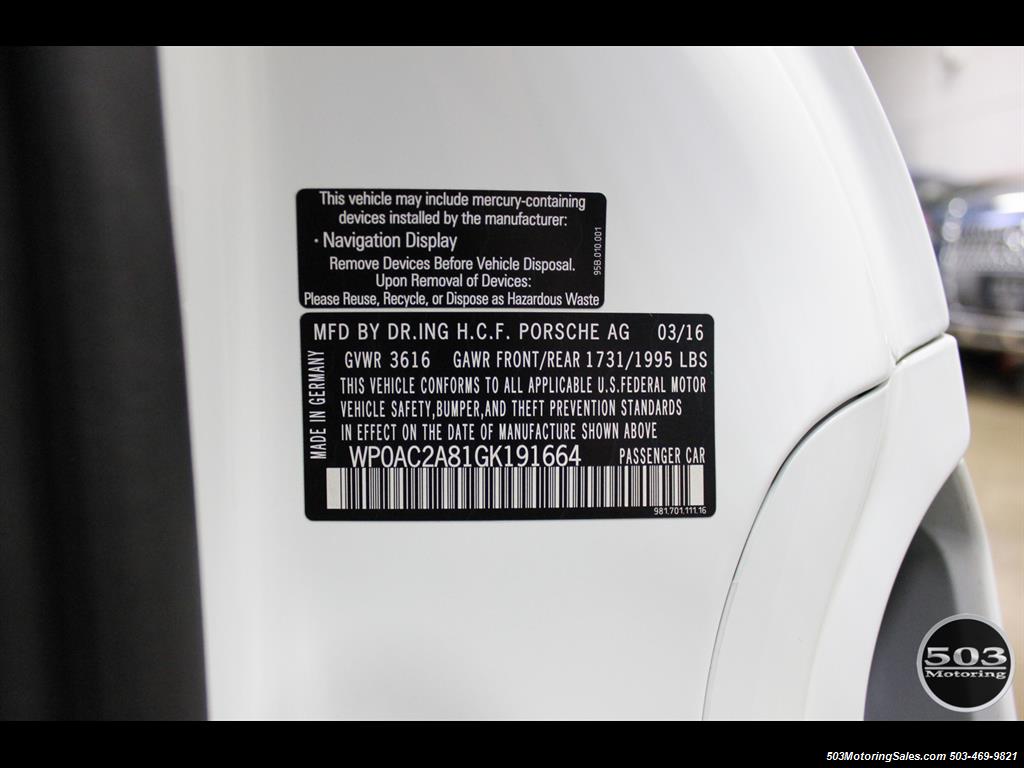 This vehicle may include mercury-containing
devices installed by the manufacturer:
· Navigation Display
Remove Devices Before Vehicle Disposal.
Upon Removal of Devices:
Please Reuse, Recycle, or Dispose as Hazardous Waste
95B.010.001
MFD BY DR.ING H.C.F. PORSCHE AG 03/16
GVWR 3616 GAWR FRONT/REAR 1731/1995 LBS
THIS VEHICLE CONFORMS TO ALL APPLICABLE U.S.FEDERAL MOTOR
VEHICLE SAFETY,BUMPER,AND THEFT PREVENTION STANDARDS
IN EFFECT ON THE DATE OF MANUFACTURE SHOWN ABOVE
MADE IN GERMANY
WP0AC2A81GK191664 PASSENGER CAR
981.701.111.16
503
Motoring
503MotoringSales.com 503-469-9821